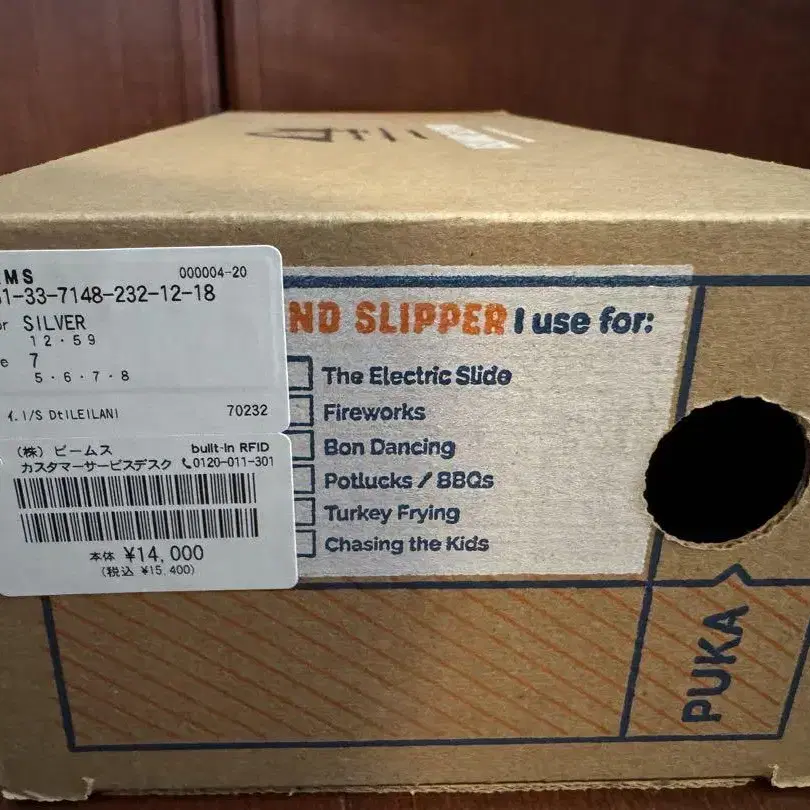 MS
000004-20
1-33-7148-232-12-18
SILVER
12・59
7
5・6・7・8
I/S DtiLEILANI
70232
(株) ビームス
built-in RFID
カスタマーサービスデスク 0120-011-301
本体 ¥14,000
(税込 ¥15,400)
ND SLIPPER I use for:
The Electric Slide
Fireworks
Bon Dancing
Potlucks / BBQs
Turkey Frying
Chasing the Kids
PUKA